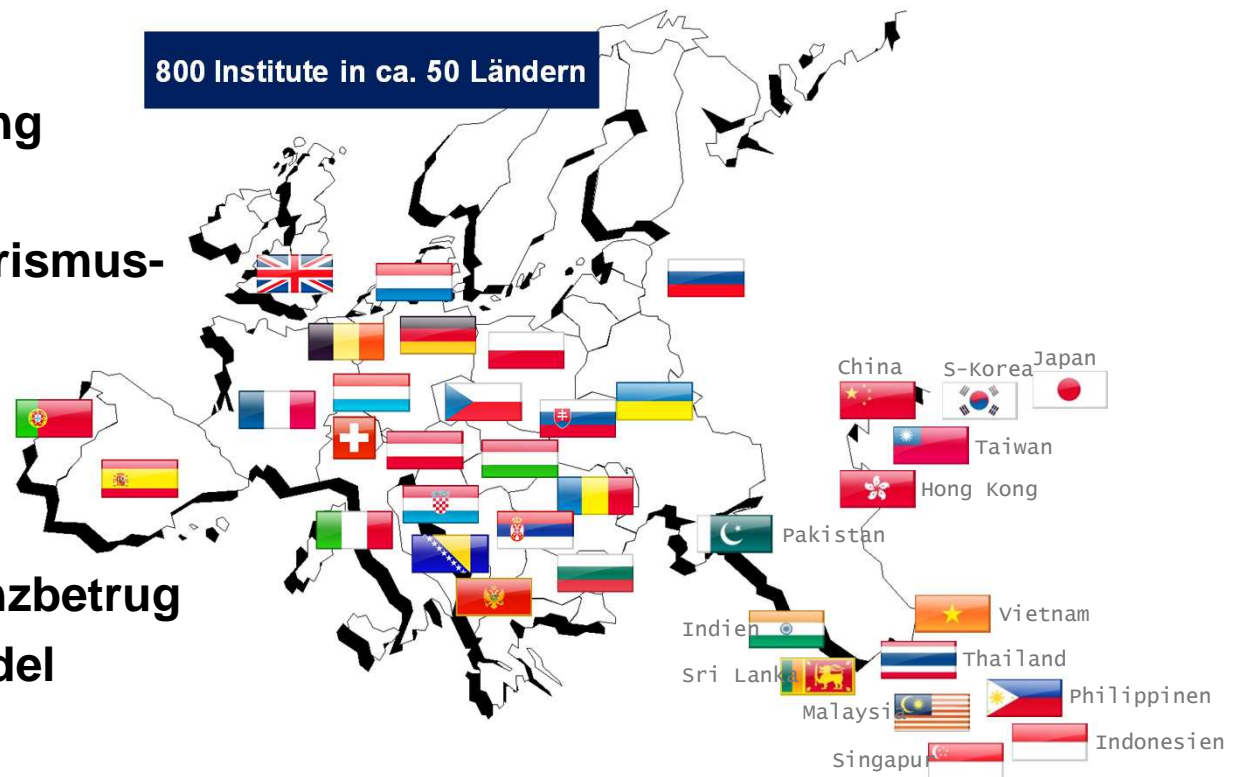 800 Institute in ca. 50 Ländern
ng
rismus-
nzbetrug
del
China
S-Korea
Japan
Taiwan
Hong Kong
Pakistan
Vietnam
Indien
Thailand
Sri Lanka
Philippinen
Malaysia
Indonesien
Singapur